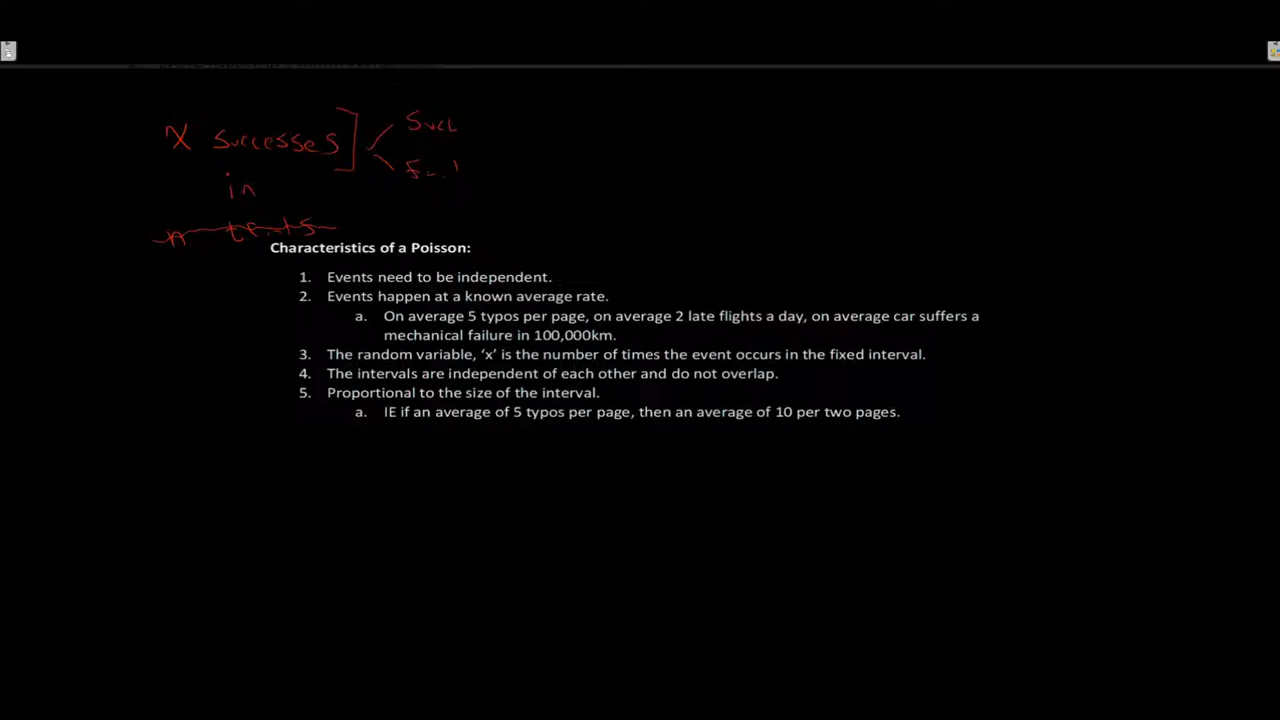 x successes
Succ
Fail
in
n trials
Characteristics of a Poisson:
1. Events need to be independent.
2. Events happen at a known average rate.
a. On average 5 typos per page, on average 2 late flights a day, on average car suffers a
mechanical failure in 100,000km.
3. The random variable, ‘x’ is the number of times the event occurs in the fixed interval.
4. The intervals are independent of each other and do not overlap.
5. Proportional to the size of the interval.
a. IE if an average of 5 typos per page, then an average of 10 per two pages.